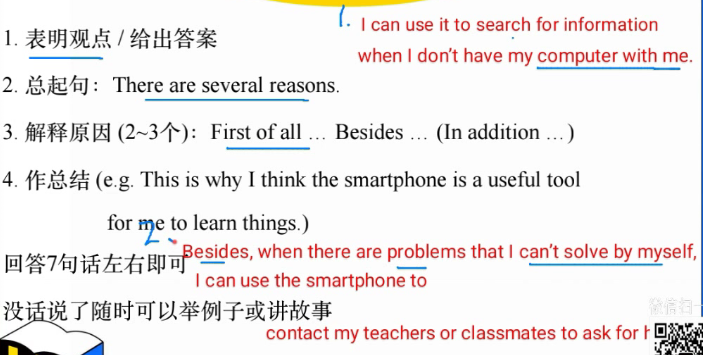 1. I can use it to search for information
1. 表明观点 / 给出答案
when I don't have my computer with me.
2. 总起句：There are several reasons.
3. 解释原因 (2~3个)：First of all … Besides … (In addition …)
4. 作总结 (e.g. This is why I think the smartphone is a useful tool
for me to learn things.)
2. Besides, when there are problems that I can't solve by myself,
回答7句话左右即可
I can use the smartphone to
没话说了随时可以举例子或讲故事
contact my teachers or classmates to ask for
微信扫一